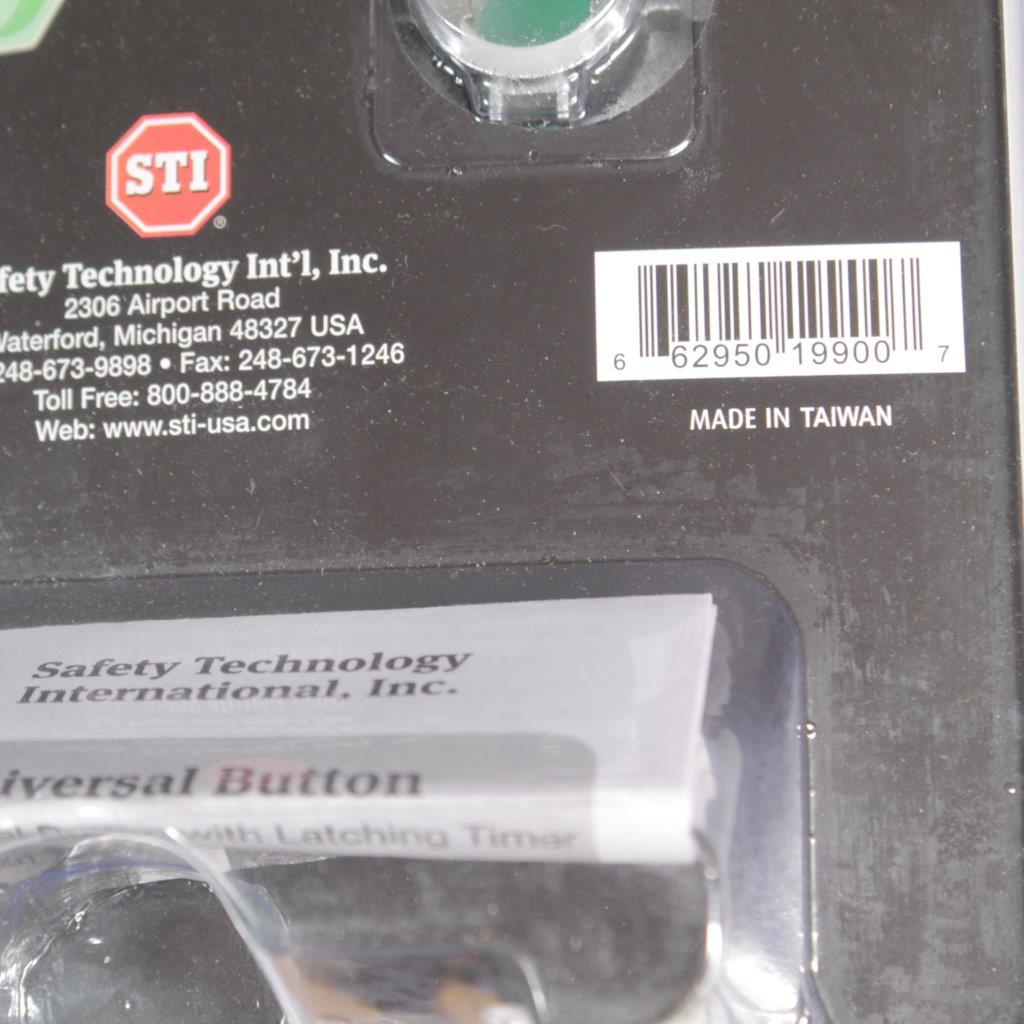 STI
®
fety Technology Int'l, Inc.
2306 Airport Road
Waterford, Michigan 48327 USA
248-673-9898 • Fax: 248-673-1246
Toll Free: 800-888-4784
Web: www.sti-usa.com
6 62950 19900 7
MADE IN TAIWAN
Safety Technology
International, Inc.
iversal Button
with Latching Timer